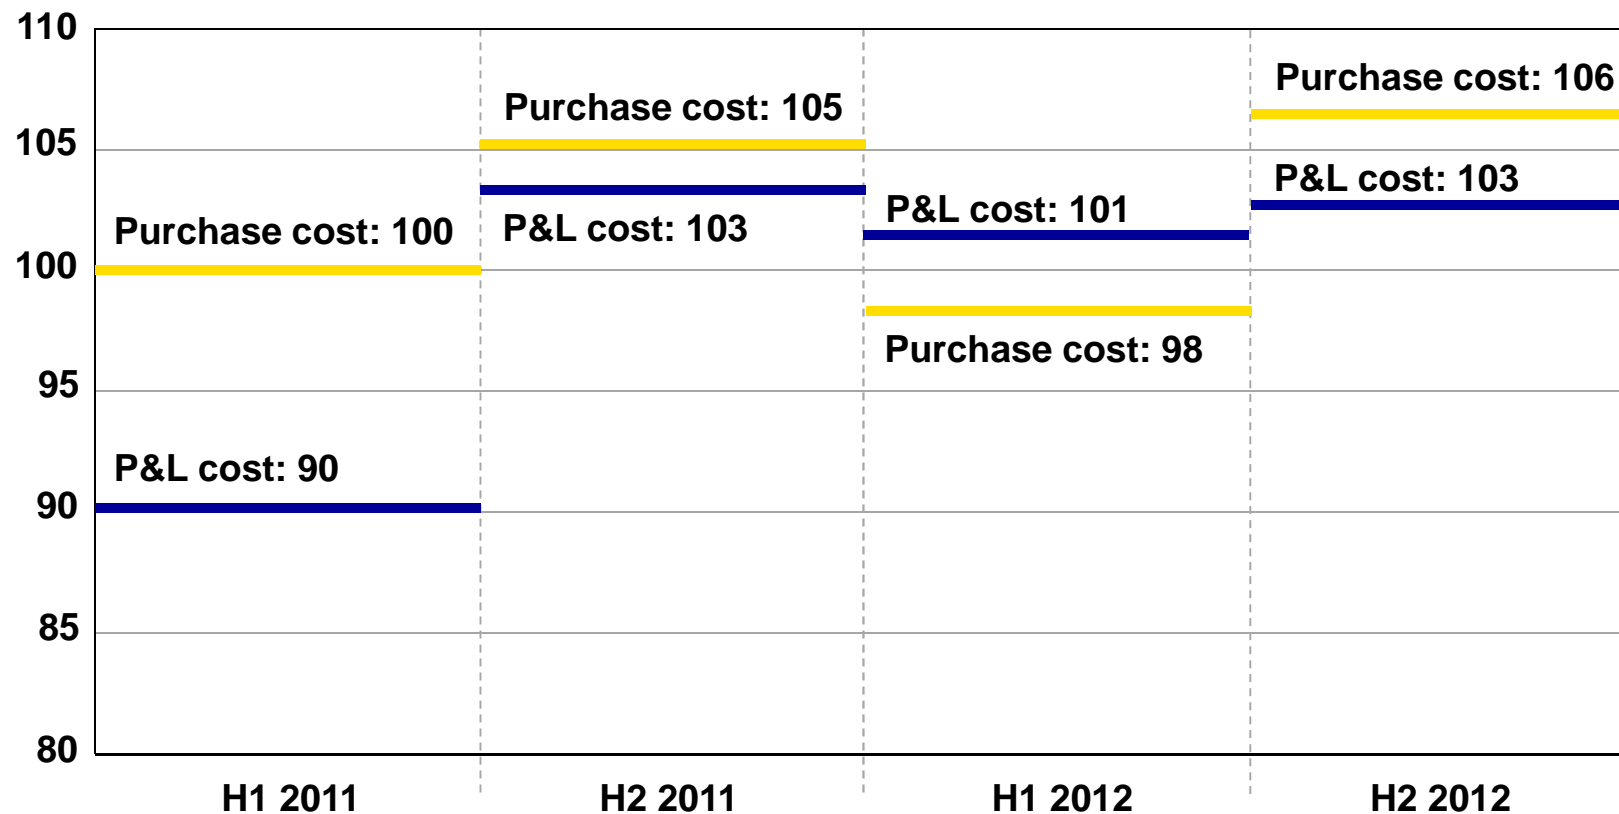 110
105
100
95
90
85
80
Purchase cost: 100
P&L cost: 90
Purchase cost: 105
P&L cost: 103
P&L cost: 101
Purchase cost: 98
Purchase cost: 106
P&L cost: 103
H1 2011
H2 2011
H1 2012
H2 2012